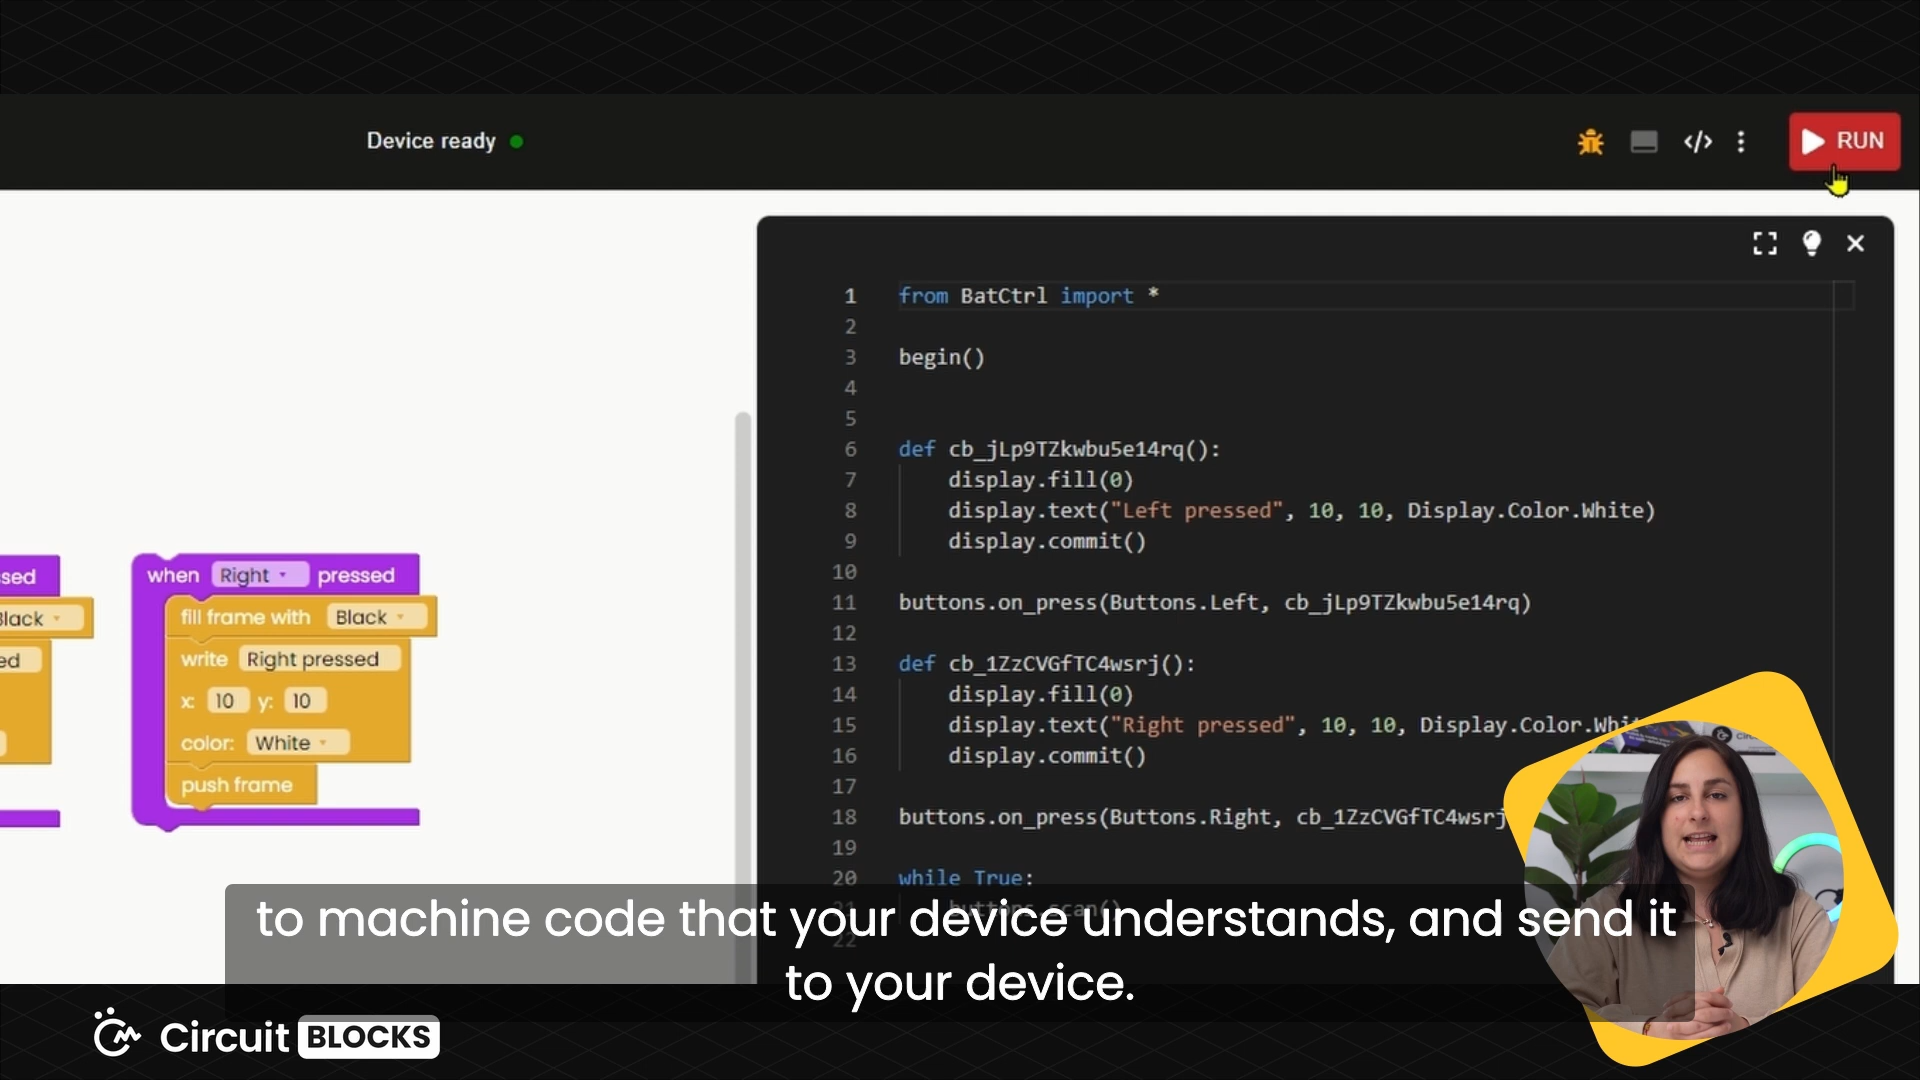 Device ready
RUN
1 from BatCtrl import *
2
3 begin()
4
5
6 def cb_jLp9TZkwbu5e14rq():
7 display.fill(0)
8 display.text("Left pressed", 10, 10, Display.Color.White)
9 display.commit()
10
11 buttons.on_press(Buttons.Left, cb_jLp9TZkwbu5e14rq)
12
13 def cb_1ZzCVGfTC4wsrj():
14 display.fill(0)
15 display.text("Right pressed", 10, 10, Display.Color.Whi
16 display.commit()
17
18 buttons.on_press(Buttons.Right, cb_1ZzCVGfTC4wsrj
19
20 while True:
21 buttons.scan()
22
ssed
Black
ed
when Right pressed
fill frame with Black
write Right pressed
x: 10 y: 10
color: White
push frame
to machine code that your device understands, and send it
to your device.
Circuit BLOCKS